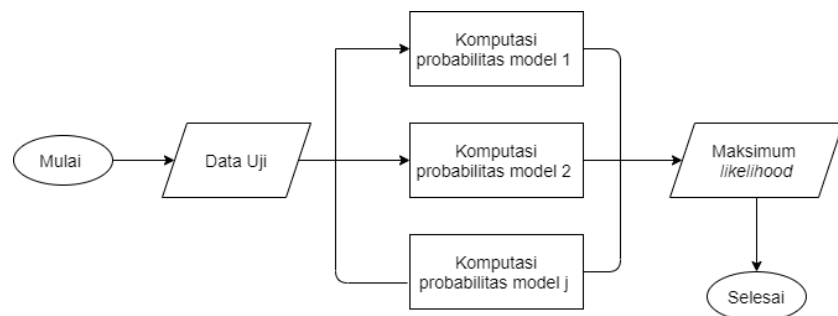 Mulai
Data Uji
Komputasi
probabilitas model 1
Komputasi
probabilitas model 2
Komputasi
probabilitas model j
Maksimum
likelihood
Selesai